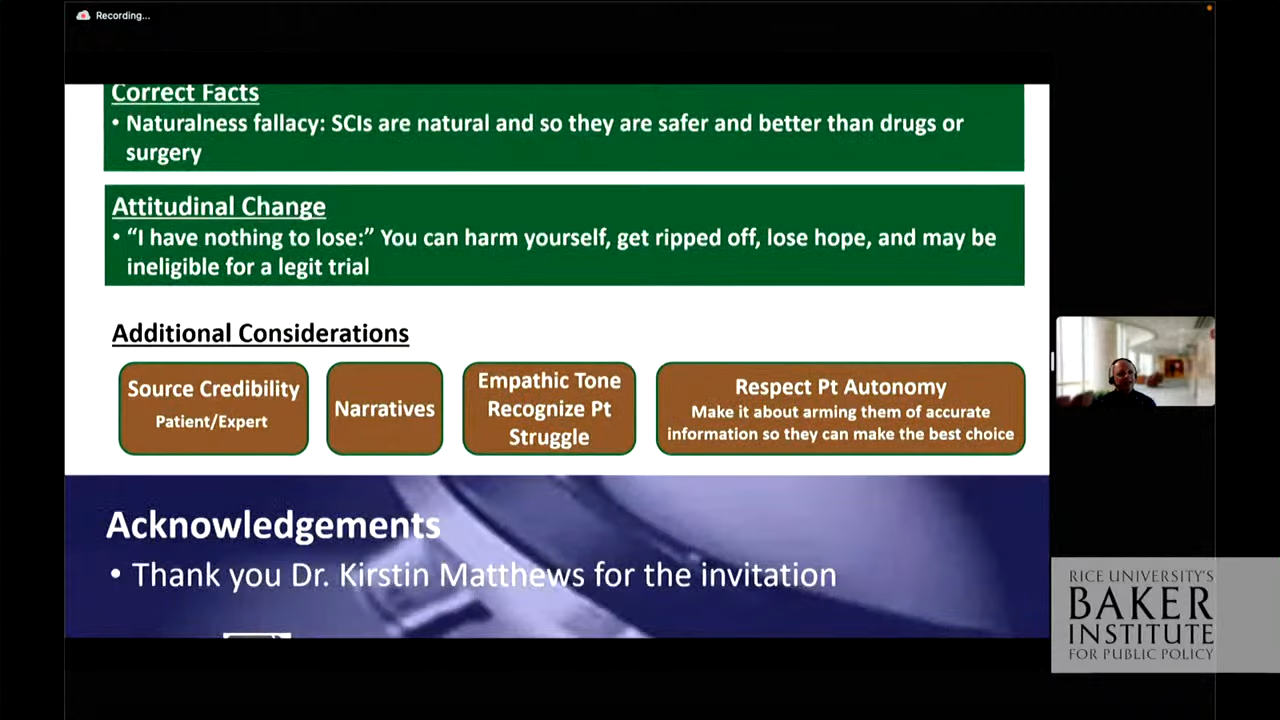 Recording...
Correct Facts
• Naturalness fallacy: SCIs are natural and so they are safer and better than drugs or
surgery
Attitudinal Change
• “I have nothing to lose:” You can harm yourself, get ripped off, lose hope, and may be
ineligible for a legit trial
Additional Considerations
Source Credibility
Patient/Expert
Narratives
Empathic Tone
Recognize Pt
Struggle
Respect Pt Autonomy
Make it about arming them of accurate
information so they can make the best choice
Acknowledgements
• Thank you Dr. Kirstin Matthews for the invitation
RICE UNIVERSITY'S
BAKER
INSTITUTE
FOR PUBLIC POLICY